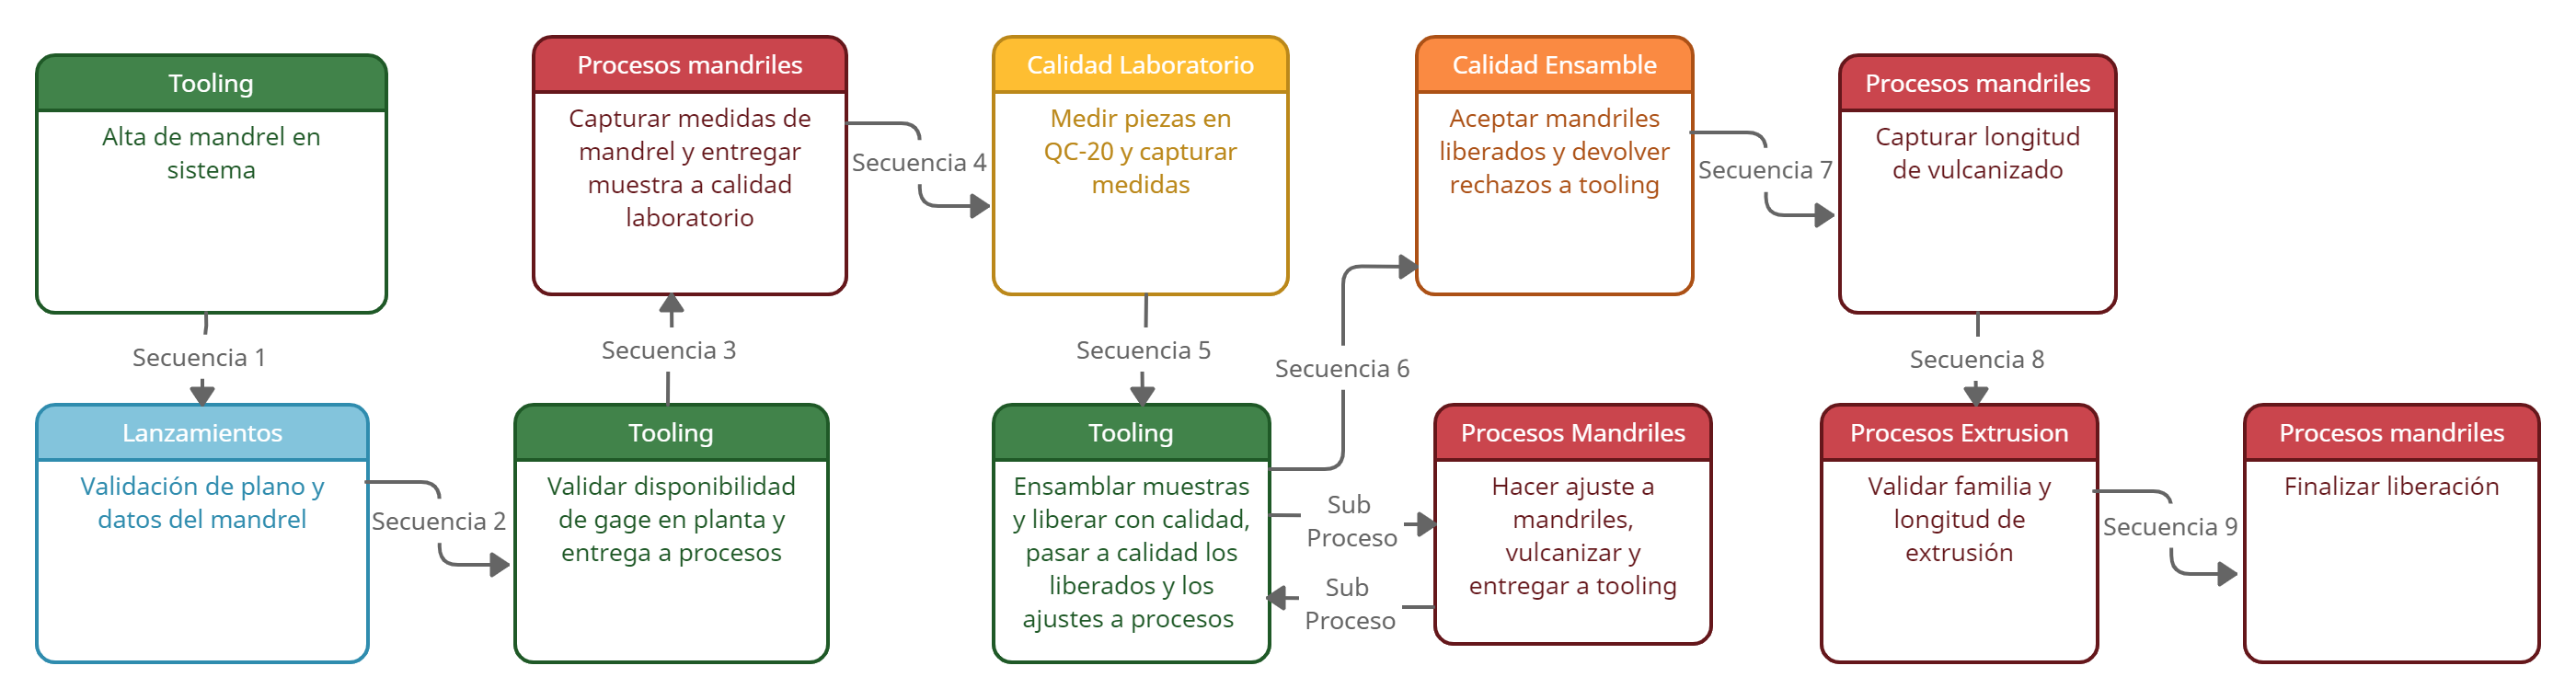 Tooling
Alta de mandrel en
sistema
Secuencia 1
Lanzamientos
Validación de plano y
datos del mandrel
Secuencia 2
Tooling
Validar disponibilidad
de gage en planta y
entrega a procesos
Secuencia 3
Procesos mandriles
Capturar medidas de
mandrel y entregar
muestra a calidad
laboratorio
Secuencia 4
Calidad Laboratorio
Medir piezas en
QC-20 y capturar
medidas
Secuencia 5
Tooling
Ensamblar muestras
y liberar con calidad,
pasar a calidad los
liberados y los
ajustes a procesos
Sub
Proceso
Procesos Mandriles
Hacer ajuste a
mandriles,
vulcanizar y
entregar a tooling
Sub
Proceso
Secuencia 6
Calidad Ensamble
Aceptar mandriles
liberados y devolver
rechazos a tooling
Secuencia 7
Procesos mandriles
Capturar longitud
de vulcanizado
Secuencia 8
Procesos Extrusion
Validar familia y
longitud de
extrusión
Secuencia 9
Procesos mandriles
Finalizar liberación